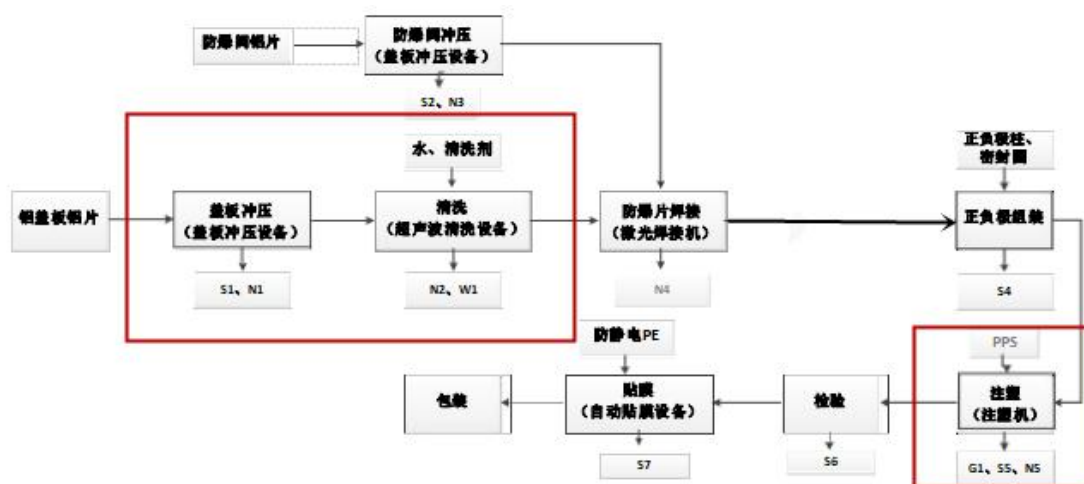 防爆阀铝片
防爆阀冲压
（盖板冲压设备）
S2、N3
水、清洗剂
正负极柱、
密封圈
铝盖板铝片
盖板冲压
（盖板冲压设备）
清洗
（超声波清洗设备）
防爆片焊接
（激光焊接机）
正负极组装
S1、N1
N2、W1
N4
S4
防静电PE
PPS
包装
贴膜
（自动贴膜设备）
检验
注塑
（注塑机）
S7
S6
G1、S5、N5